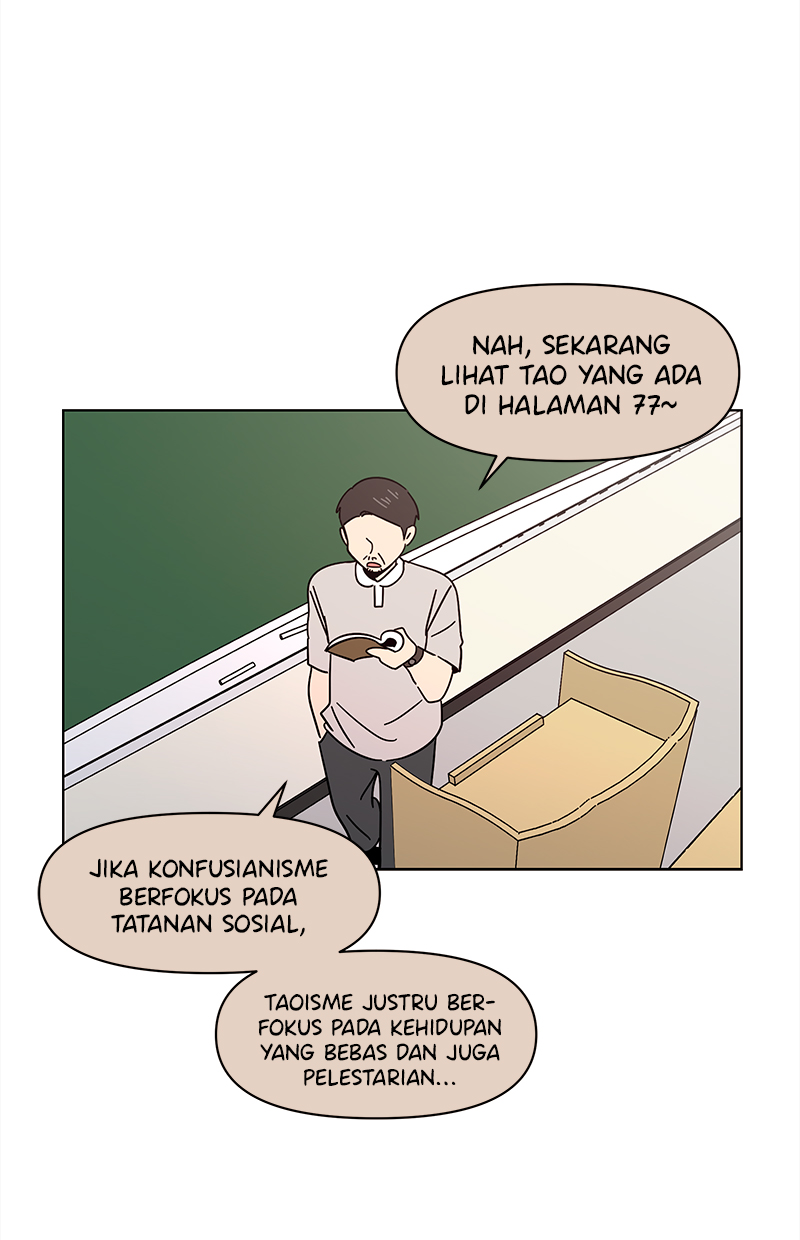 NAH, SEKARANG
LIHAT TAO YANG ADA
DI HALAMAN 77~
JIKA KONFUSIANISME
BERFOKUS PADA
TATANAN SOSIAL,
TAOISME JUSTRU BER-
FOKUS PADA KEHIDUPAN
YANG BEBAS DAN JUGA
PELESTARIAN...